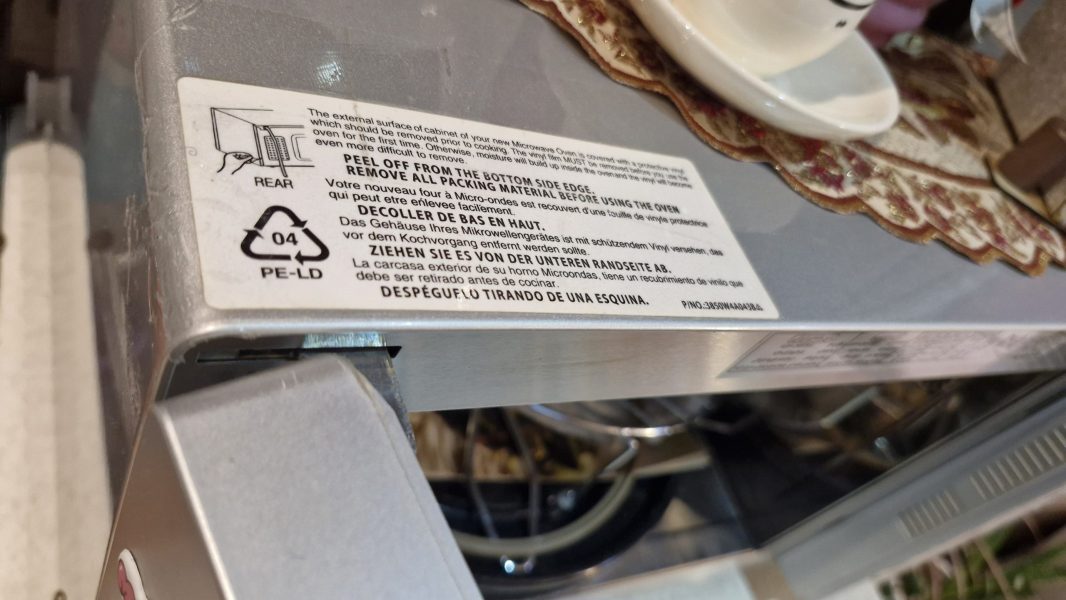 The external surface of cabinet of your new Microwave Oven is covered with a protective vinyl
which should be removed prior to cooking. The vinyl film MUST be removed before you use the
oven for the first time. Otherwise, moisture will build up inside the oven and the vinyl will become
even more difficult to remove.
PEEL OFF FROM THE BOTTOM SIDE EDGE.
REMOVE ALL PACKING MATERIAL BEFORE USING THE OVEN
REAR
Votre nouveau four à Micro-ondes est recouvert d'une fouille de vinyle protectrice
qui peut etre enlevee facilement.
DECOLLER DE BAS EN HAUT.
Das Gehäuse Ihres Mikrowellengerätes ist mit schützendem Vinyl versehen, das
vor dem Kochvorgang entfernt werden sollte.
ZIEHEN SIE ES VON DER UNTEREN RANDSEITE AB.
La carcasa exterior de su horno Microondas, tiene un recubrimiento de vinilo que
debe ser retirado antes de cocinar.
DESPÉGUELO TIRANDO DE UNA ESQUINA.
04
PE-LD
P/NO.:3850W4A043B